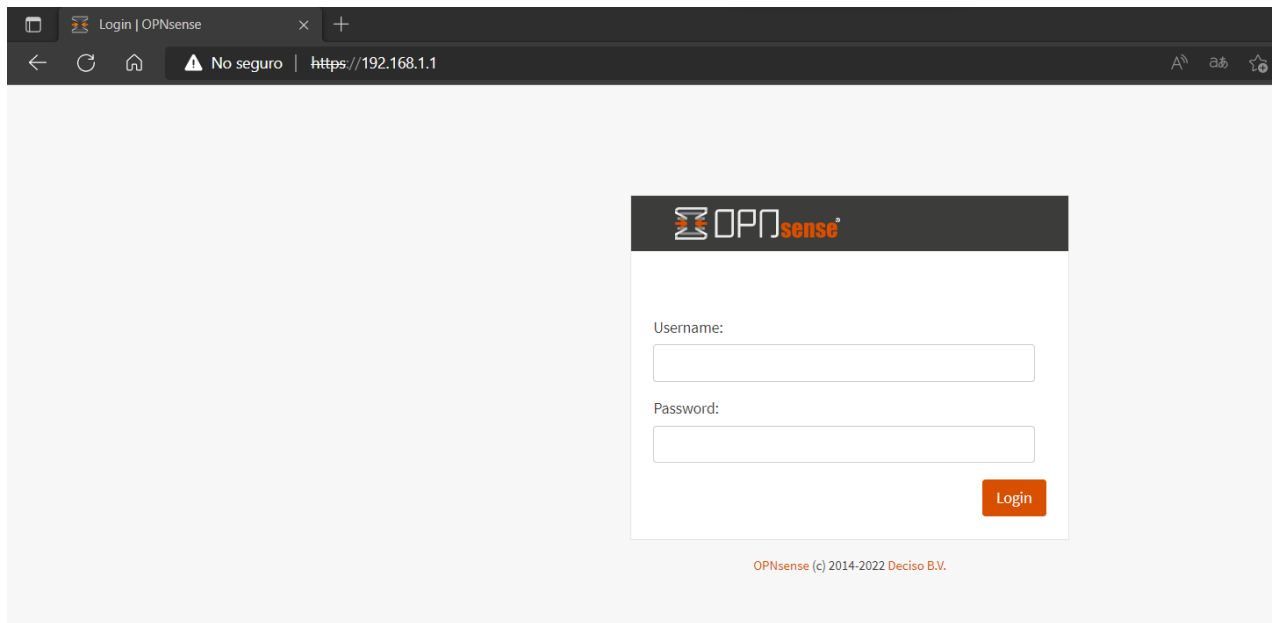 Login | OPNsense
No seguro | https://192.168.1.1
OPNsense®
Username:
Password:
Login
OPNsense (c) 2014-2022 Deciso B.V.